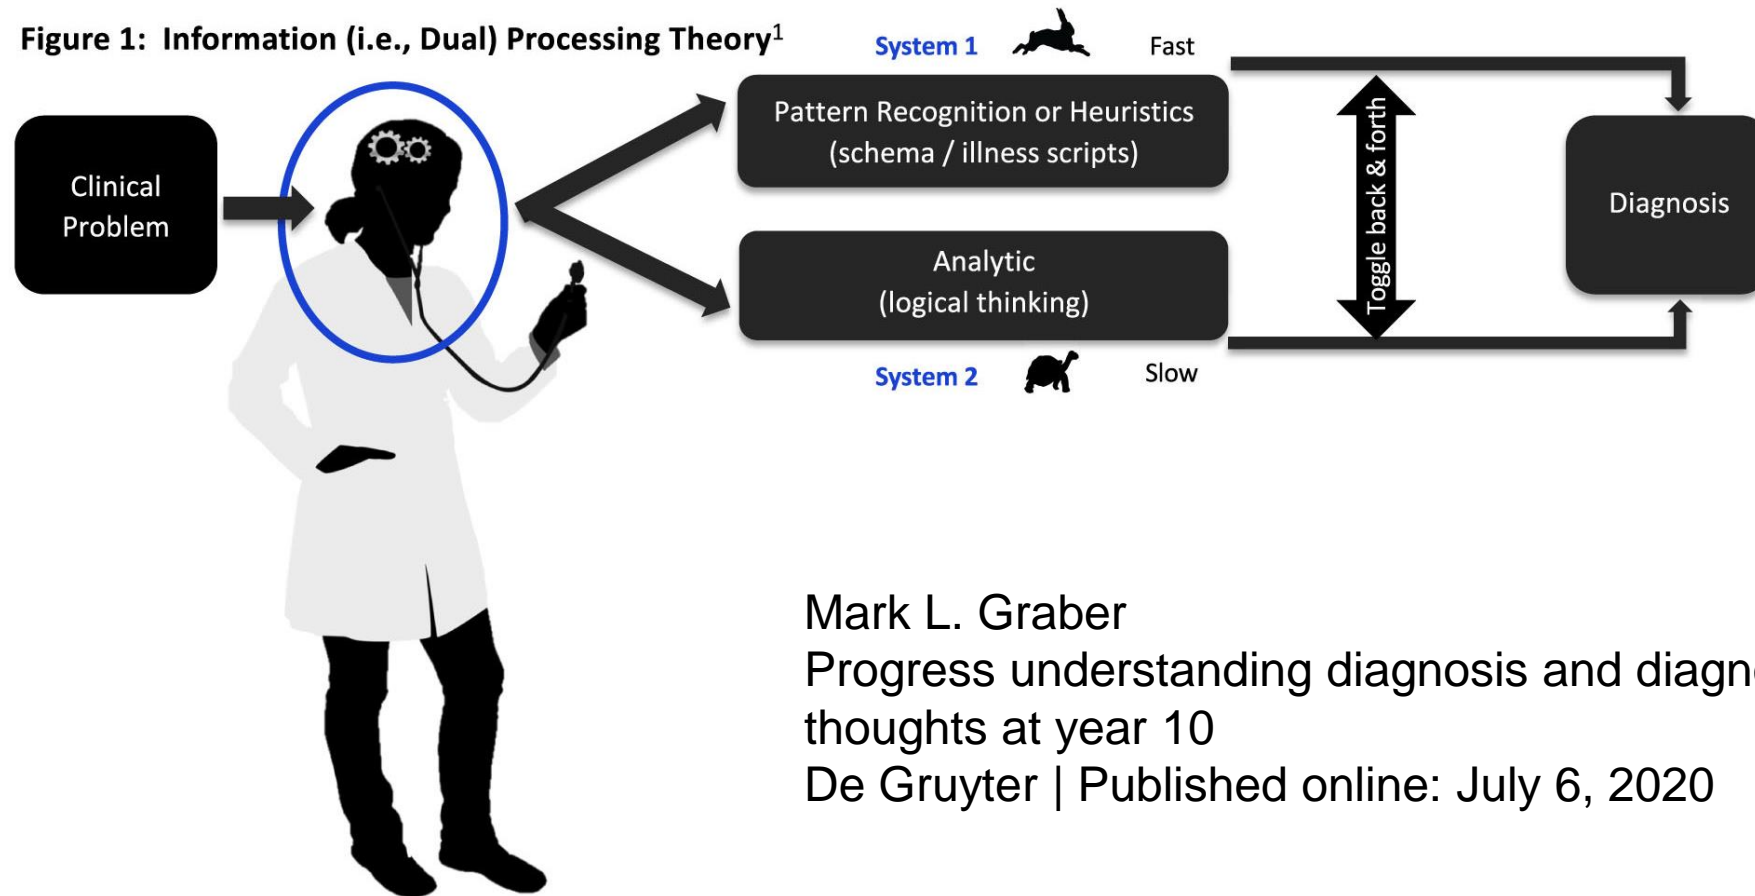 Figure 1: Information (i.e., Dual) Processing Theory1
System 1
Fast
Clinical
Problem
Pattern Recognition or Heuristics
(schema / illness scripts)
Analytic
(logical thinking)
System 2
Slow
Toggle back & forth
Diagnosis
Mark L. Graber
Progress understanding diagnosis and
thoughts at year 10
De Gruyter | Published online: July 6, 2020